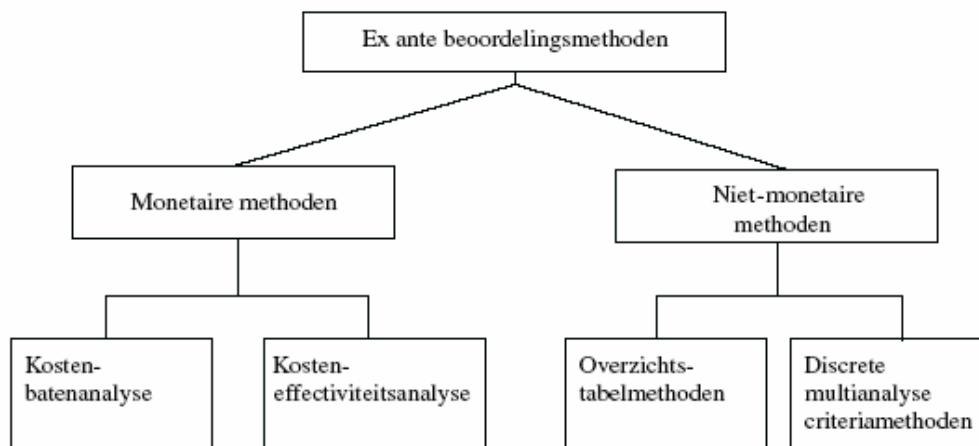 Ex ante beoordelingsmethoden
Monetaire methoden
Niet-monetaire
methoden
Kosten-
batenanalyse
Kosten-
effectiviteitsanalyse
Overzichts-
tabelmethoden
Discrete
multianalyse
criteriamethoden